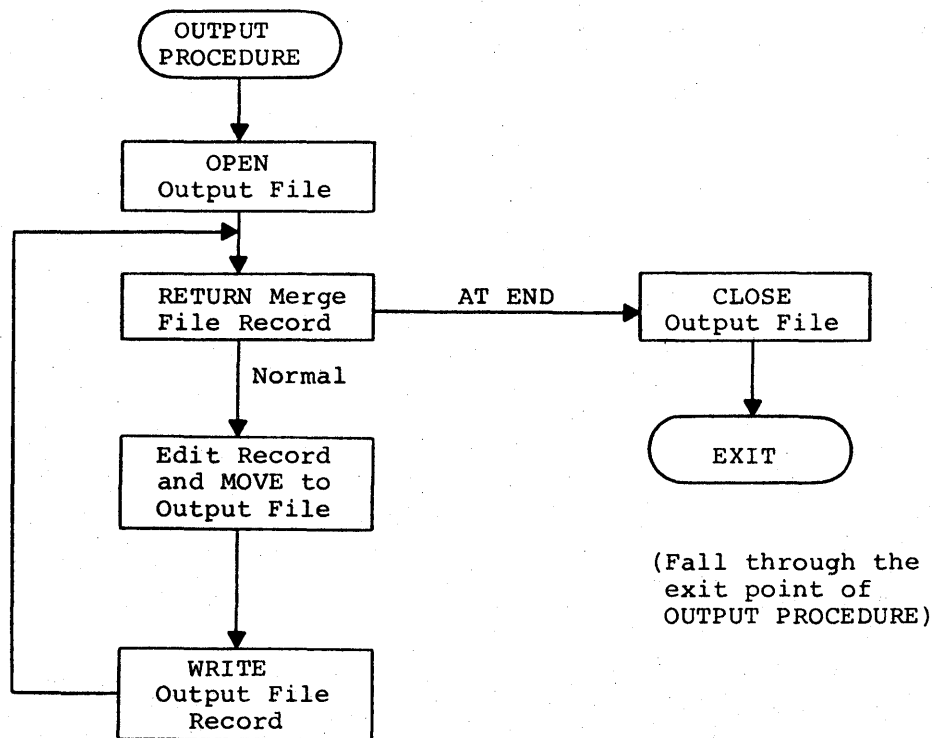 OUTPUT
PROCEDURE
OPEN
Output File
RETURN Merge
File Record
AT END
CLOSE
Output File
Normal
Edit Record
and MOVE to
Output File
EXIT
(Fall through the
exit point of
OUTPUT PROCEDURE)
WRITE
Output File
Record